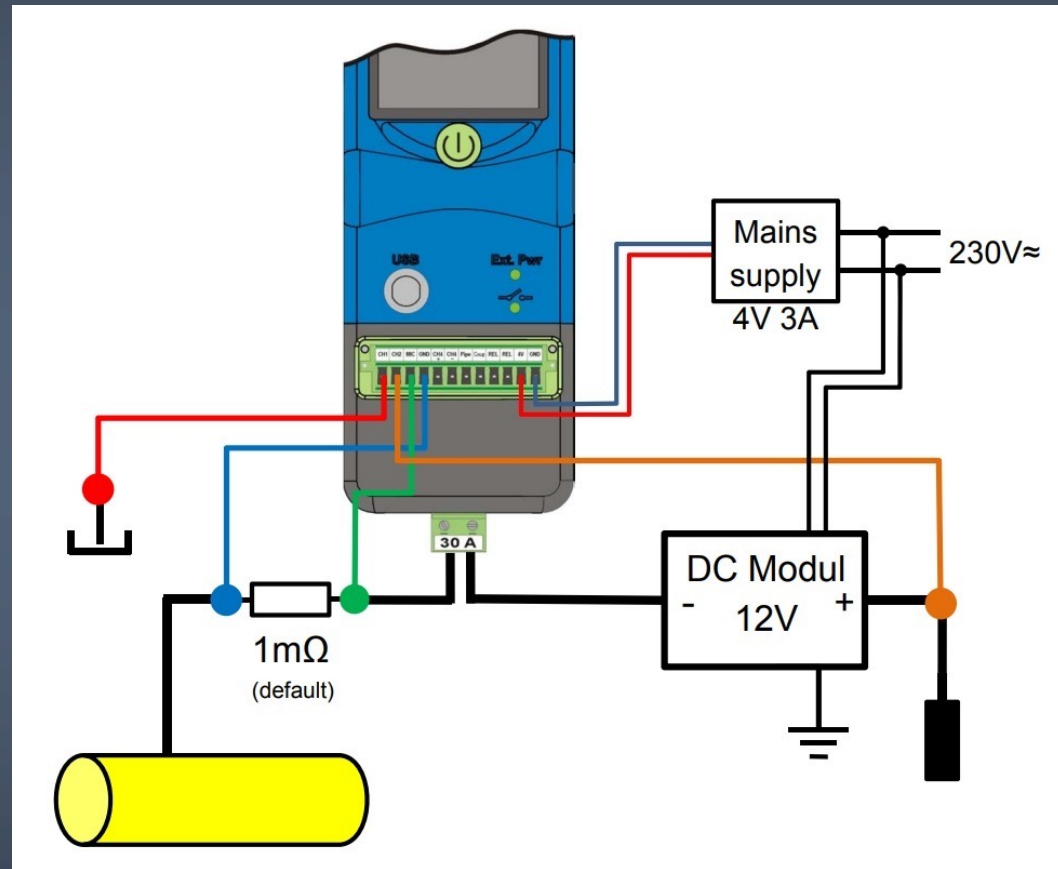 USB
Ext. Pwr
CH1 CH2 GND CH4 CH4 Pipe Coup REL REL 4V GND
+ -
30 A
Mains
supply
4V 3A
230V≈
1mΩ
(default)
DC Modul
- 12V +